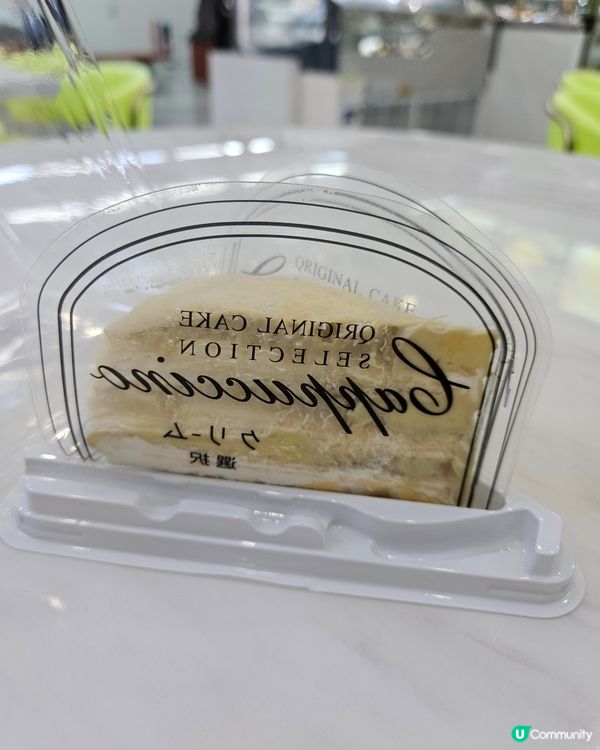 ORIGINAL CAKE
ORIGINAL CAKE
SELECTION
Cappuccino
クリーム
選択
U Community